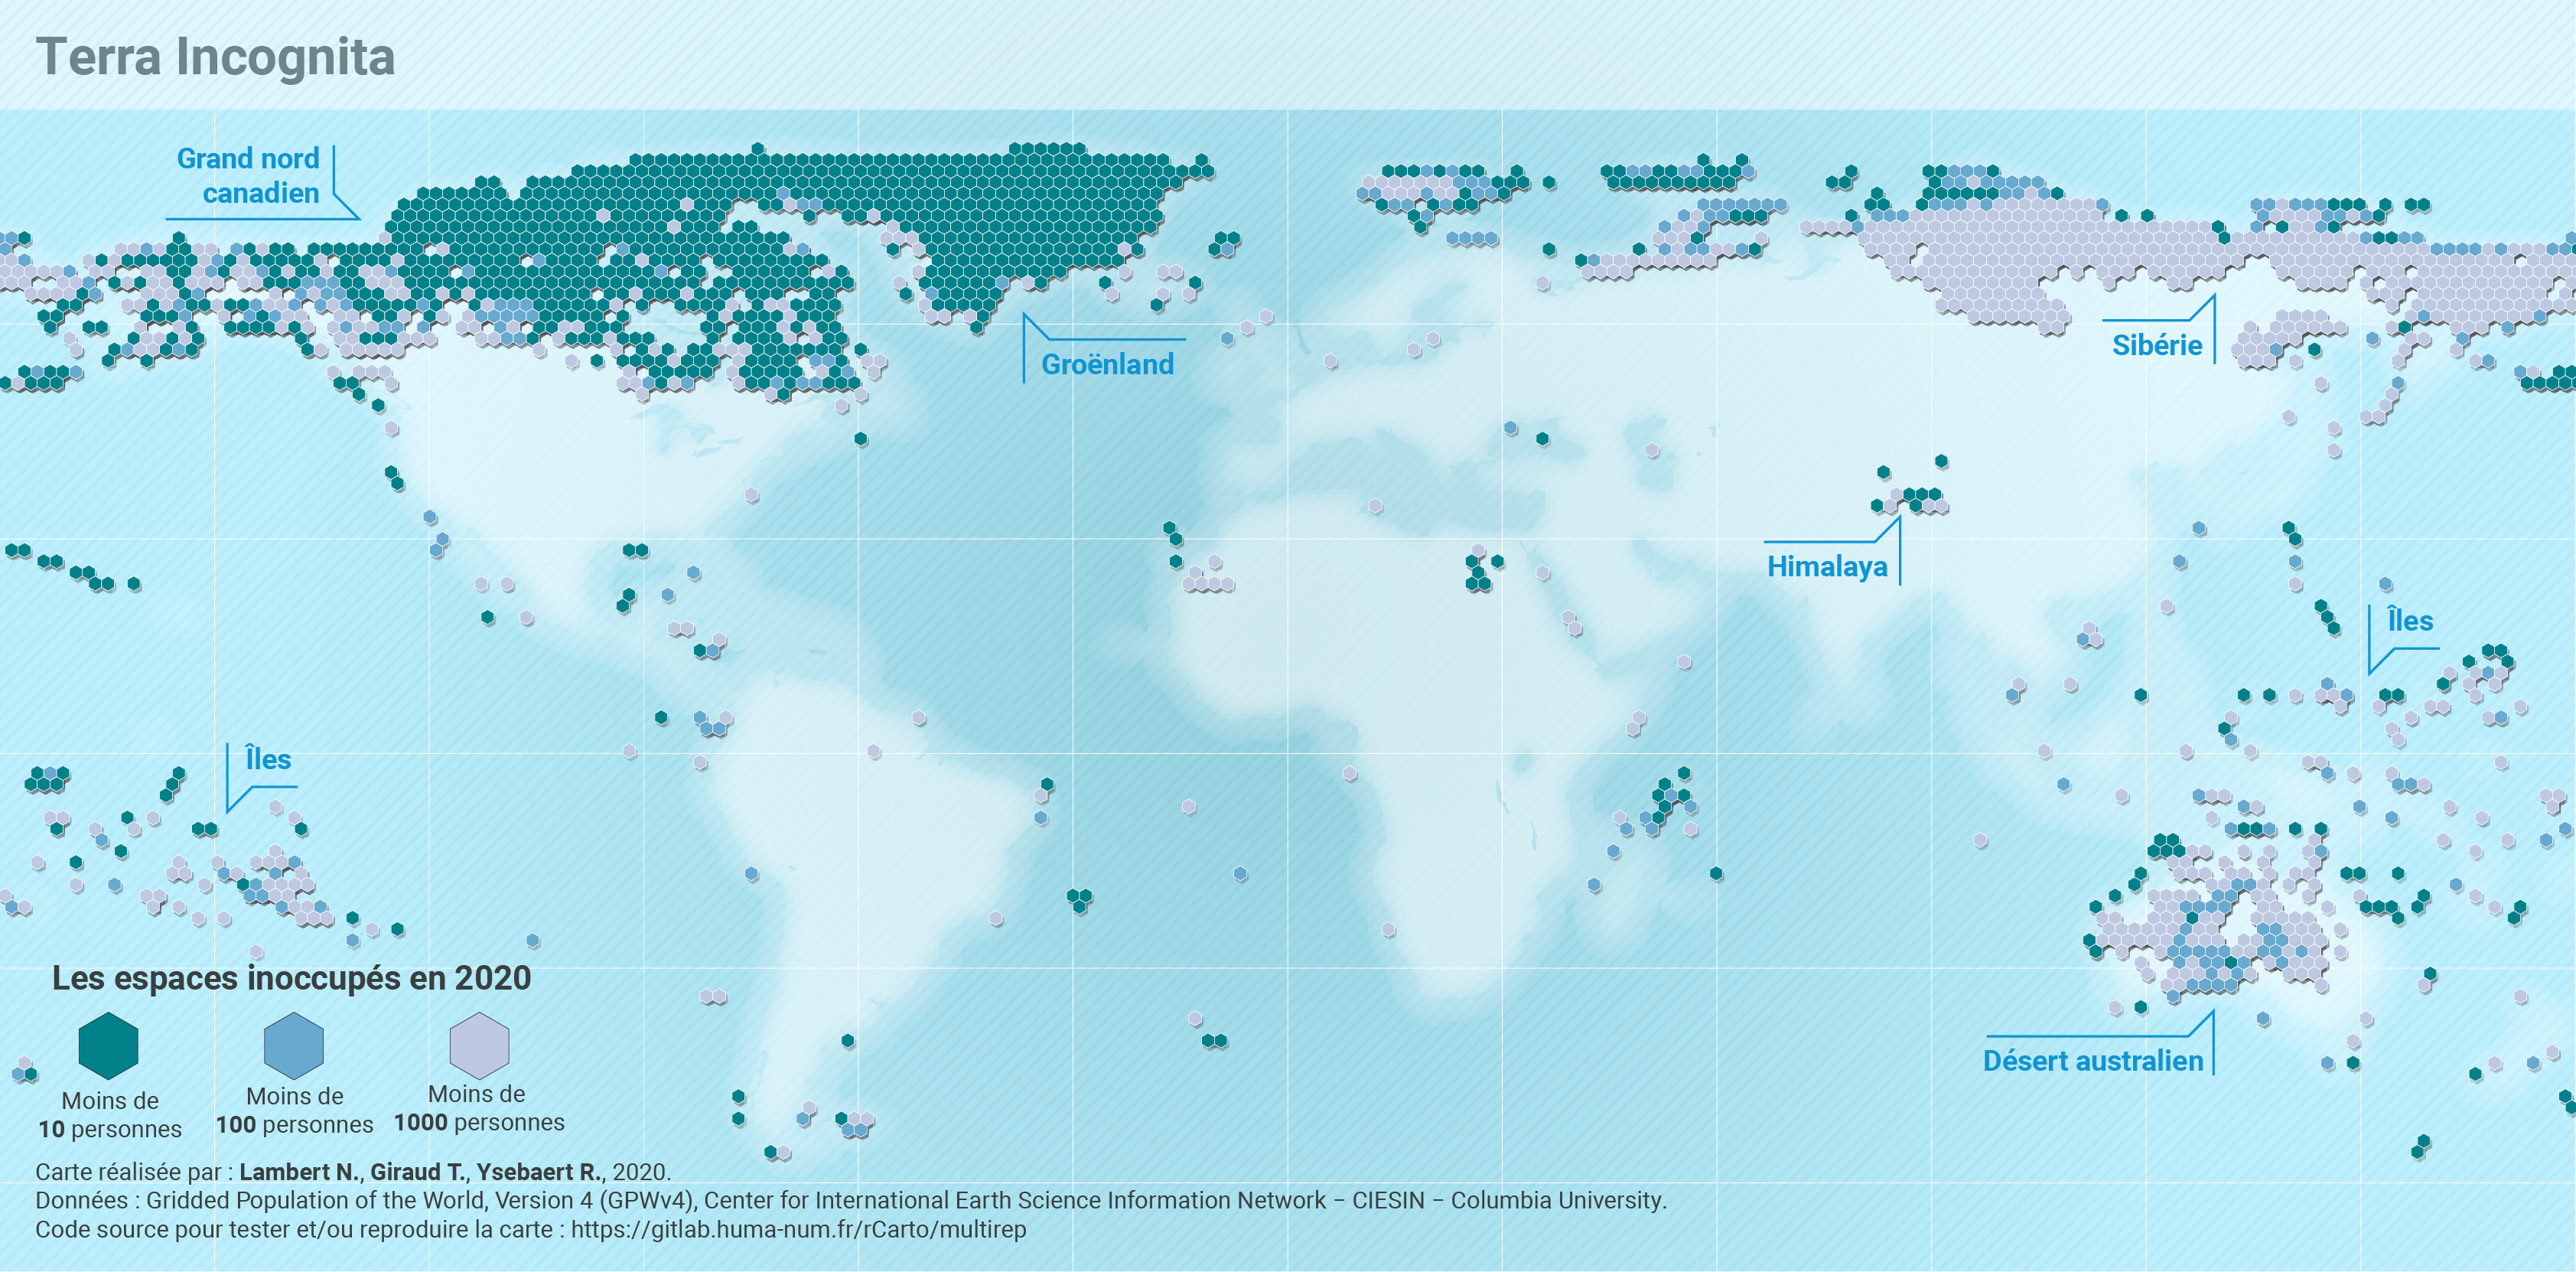 Terra Incognita
Grand nord
canadien
Groënland
Sibérie
Himalaya
Îles
Îles
Désert australien
Les espaces inoccupés en 2020
Moins de
10 personnes
Moins de
100 personnes
Moins de
1000 personnes
Carte réalisée par : Lambert N., Giraud T., Ysebaert R., 2020.
Données : Gridded Population of the World, Version 4 (GPWv4), Center for International Earth Science Information Network – CIESIN – Columbia University.
Code source pour tester et/ou reproduire la carte : https://gitlab.huma-num.fr/rCarto/multirep